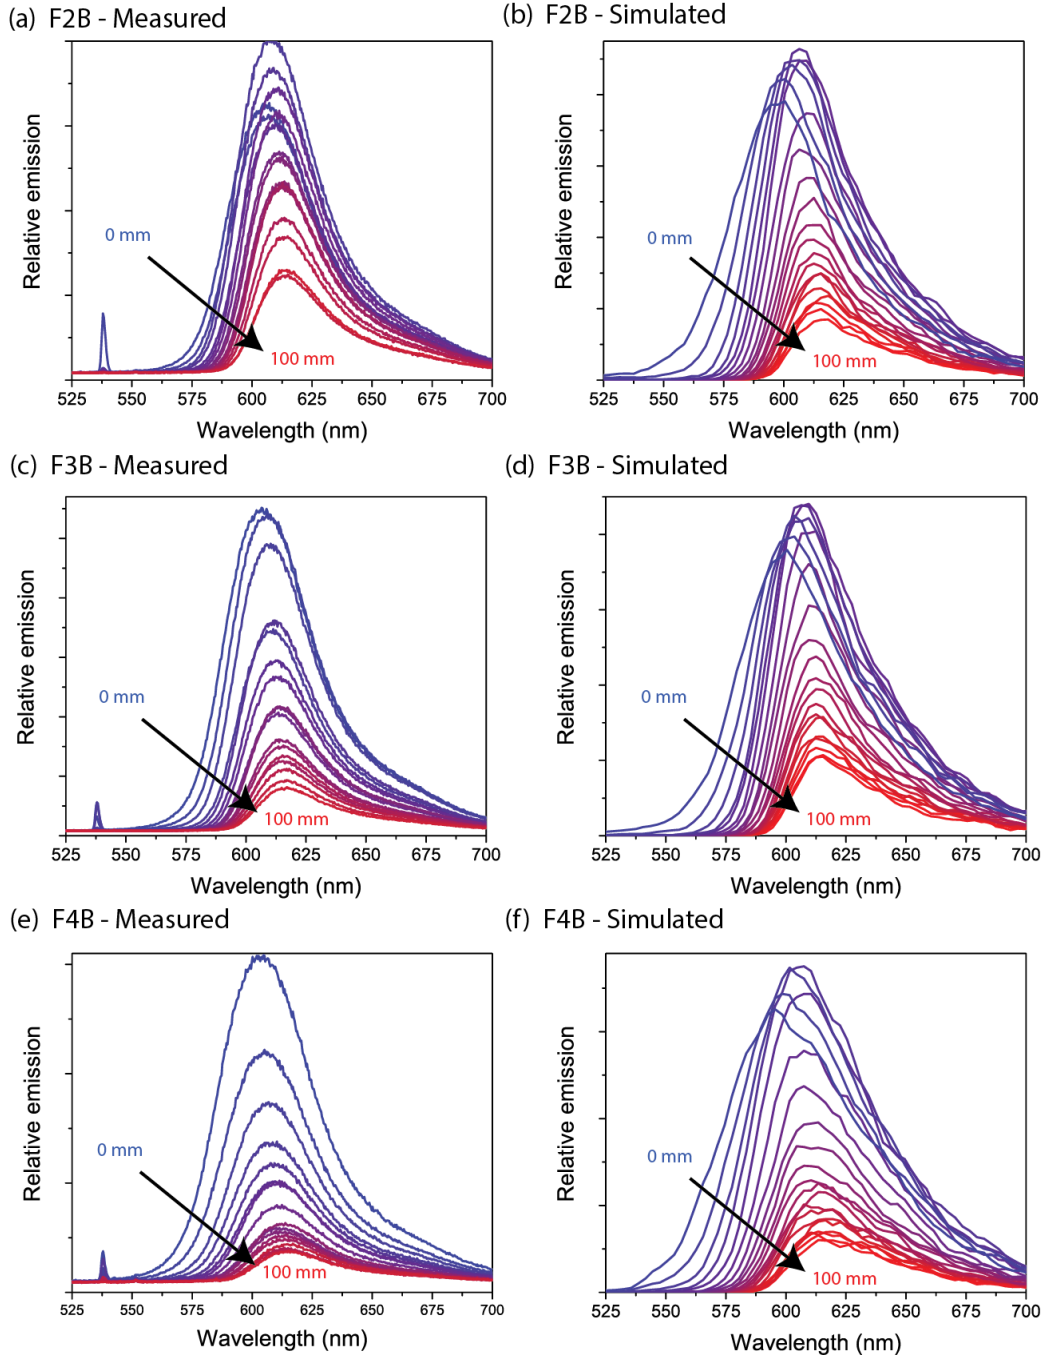 (a) F2B - Measured
Relative emission
0 mm
100 mm
525 550 575 600 625 650 675 700
Wavelength (nm)
(b) F2B - Simulated
Relative emission
0 mm
100 mm
525 550 575 600 625 650 675 700
Wavelength (nm)
(c) F3B - Measured
Relative emission
0 mm
100 mm
525 550 575 600 625 650 675 700
Wavelength (nm)
(d) F3B - Simulated
Relative emission
0 mm
100 mm
525 550 575 600 625 650 675 700
Wavelength (nm)
(e) F4B - Measured
Relative emission
0 mm
100 mm
525 550 575 600 625 650 675 700
Wavelength (nm)
(f) F4B - Simulated
Relative emission
0 mm
100 mm
525 550 575 600 625 650 675 700
Wavelength (nm)